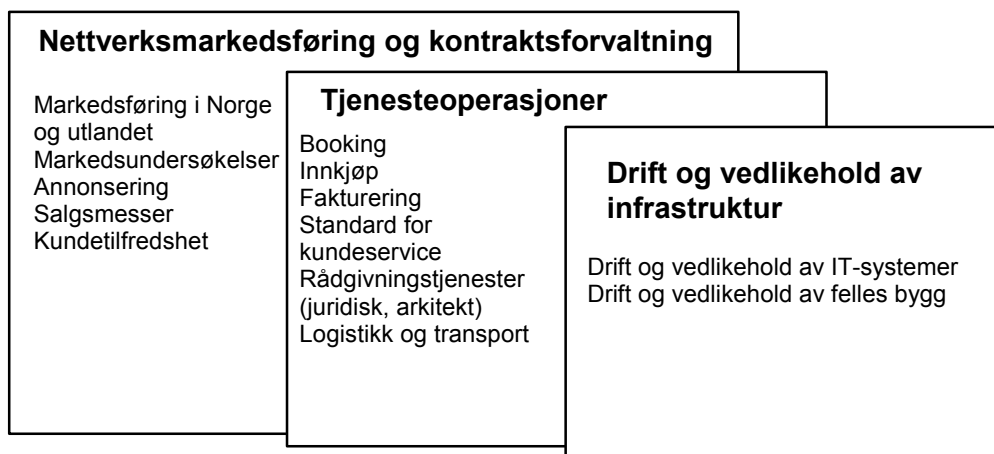 Nettverksmarkedsføring og kontraktsforvaltning
Markedsføring i Norge
og utlandet
Markedsundersøkelser
Annonsering
Salgsmesser
Kundetilfredshet
Tjenesteoperasjoner
Booking
Innkjøp
Fakturering
Standard for
kundeservice
Rådgivningstjenester
(juridisk, arkitekt)
Logistikk og transport
Drift og vedlikehold av
infrastruktur
Drift og vedlikehold av IT-systemer
Drift og vedlikehold av felles bygg